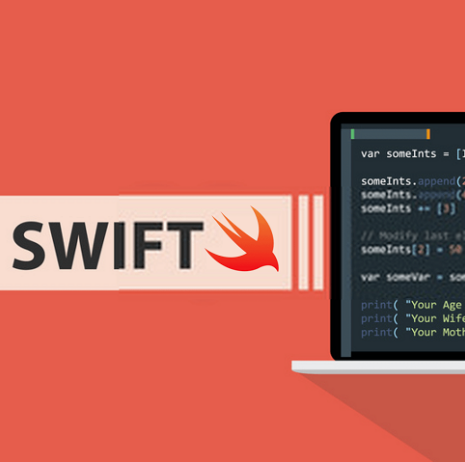 SWIFT
var someInts = [
someInts.append(2
someInts.append(4
someInts += [3]
// Modify last el
someInts[2] = 50
var someVar = som
print( "Your Age
print( "Your Wife
print( "Your Moth